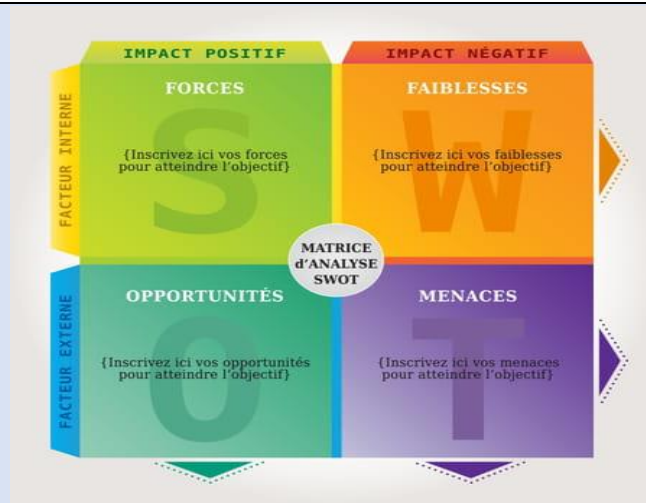 IMPACT POSITIF
IMPACT NÉGATIF
FACTEUR INTERNE
FORCES
S
{Inscrivez ici vos forces
pour atteindre l'objectif}
FAIBLESSES
W
{Inscrivez ici vos faiblesses
pour atteindre l'objectif}
MATRICE
d'ANALYSE
SWOT
FACTEUR EXTERNE
OPPORTUNITÉS
O
{Inscrivez ici vos opportunités
pour atteindre l'objectif}
MENACES
T
{Inscrivez ici vos menaces
pour atteindre l'objectif}